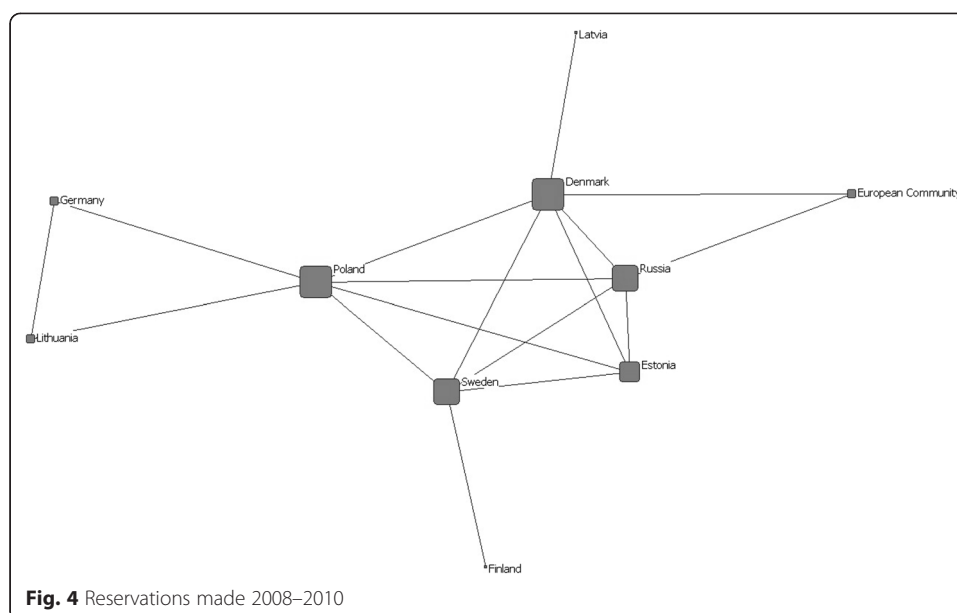 Latvia
Denmark
European Community
Germany
Poland
Russia
Lithuania
Estonia
Sweden
Finland
Fig. 4 Reservations made 2008–2010